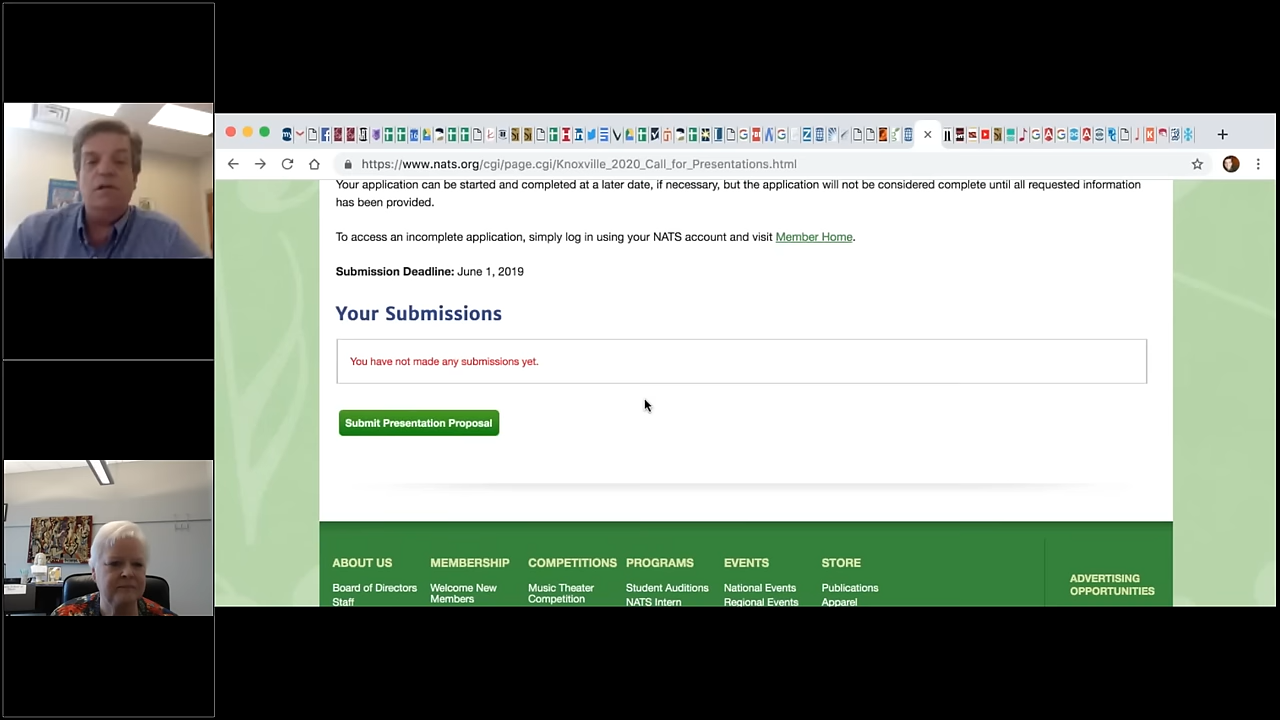 https://www.nats.org/cgi/page.cgi/Knoxville_2020_Call_for_Presentations.html
Your application can be started and completed at a later date, if necessary, but the application will not be considered complete until all requested information
has been provided.
To access an incomplete application, simply log in using your NATS account and visit Member Home.
Submission Deadline: June 1, 2019
Your Submissions
You have not made any submissions yet.
Submit Presentation Proposal
ABOUT US MEMBERSHIP COMPETITIONS PROGRAMS EVENTS STORE
Board of Directors Welcome New Music Theater Student Auditions National Events Publications
Staff Members Competition NATS Intern Regional Events Apparel
ADVERTISING
OPPORTUNITIES